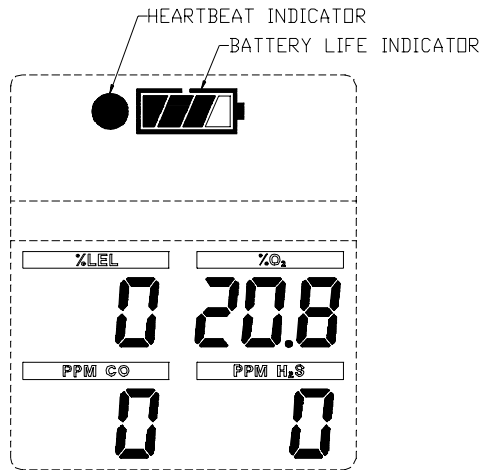 HEARTBEAT INDICATOR
BATTERY LIFE INDICATOR
%LEL %O₂
0 20.8
PPM CO PPM H₂S
0 0